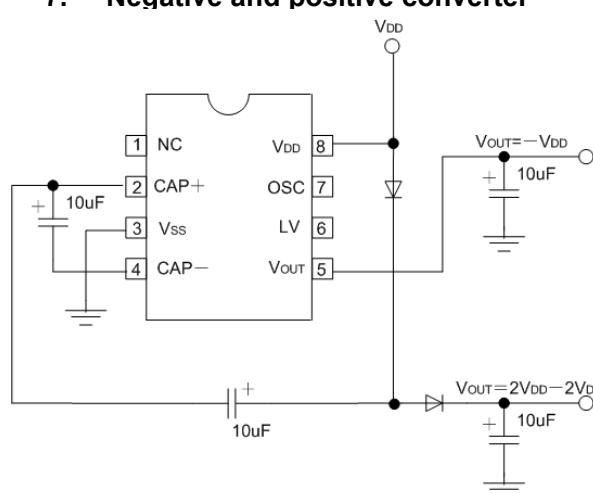 7. Negative and positive converter
VDD
1 NC VDD 8
VOUT=－VDD
2 CAP+ OSC 7
+ 10uF
+ 10uF
3 VSS LV 6
4 CAP－ VOUT 5
VOUT=2VDD－2VD
+
10uF
+ 10uF